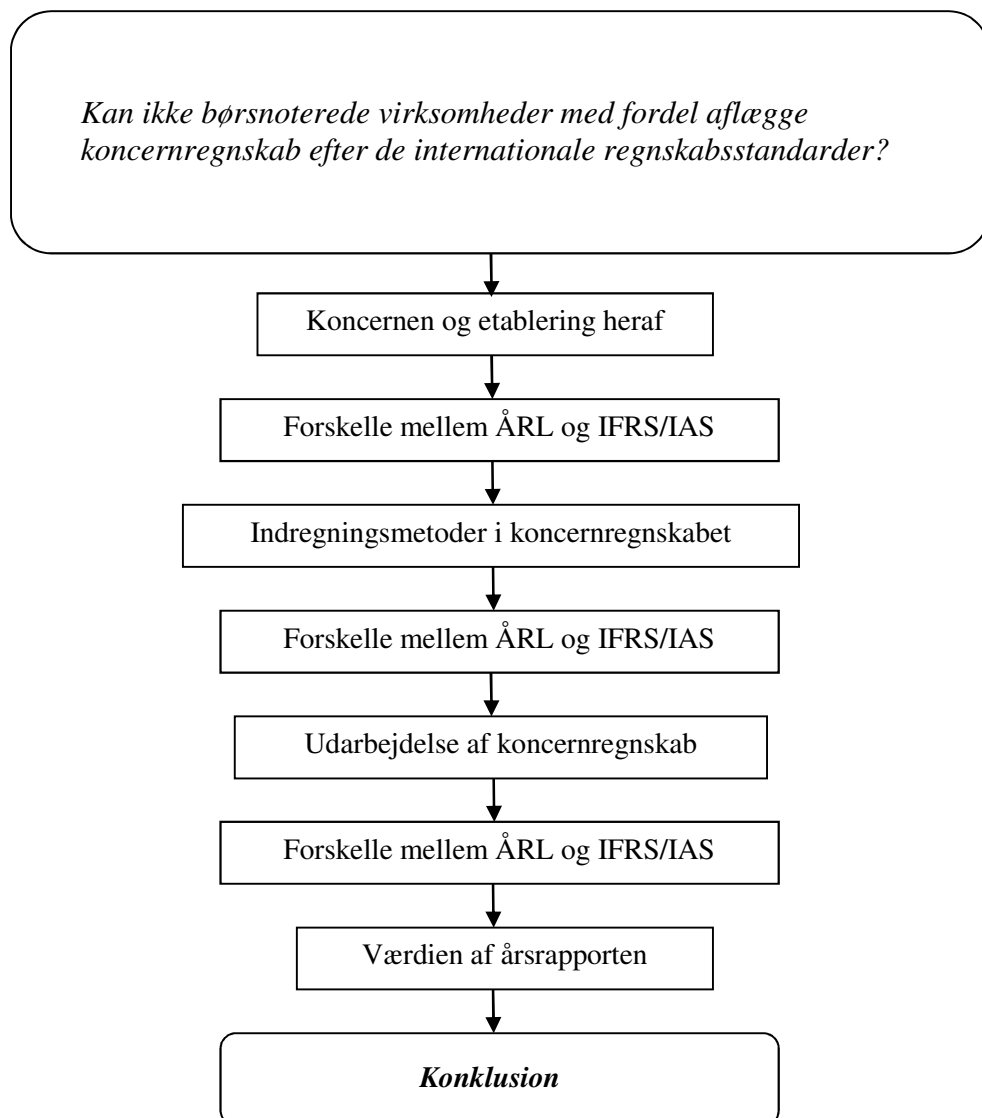 Kan ikke børsnoterede virksomheder med fordel aflægge
koncernregnskab efter de internationale regnskabsstandarder?
Koncernen og etablering heraf
Forskelle mellem ÅRL og IFRS/IAS
Indregningsmetoder i koncernregnskabet
Forskelle mellem ÅRL og IFRS/IAS
Udarbejdelse af koncernregnskab
Forskelle mellem ÅRL og IFRS/IAS
Værdien af årsrapporten
Konklusion